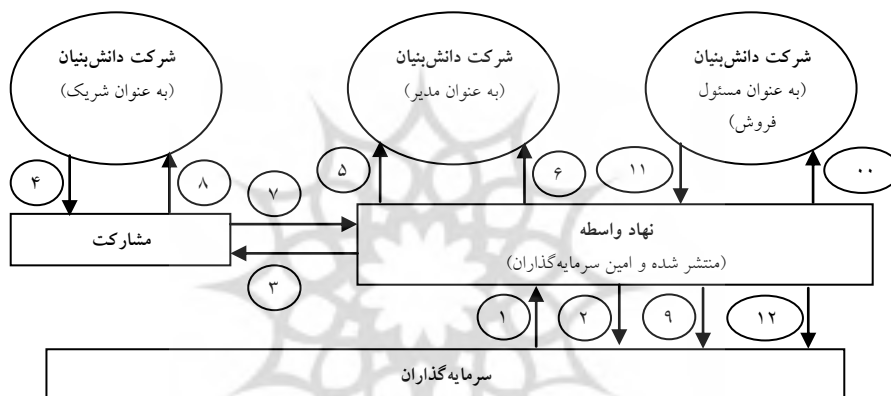 شرکت دانش‌بنیان
(به عنوان مسئول
فروش)
شرکت دانش‌بنیان
(به عنوان مدیر)
شرکت دانش‌بنیان
(به عنوان شریک)
۰۰
۱۱
۶
۵
۸
۴
۷
۳
نهاد واسطه
(منتشر شده و امین سرمایه‌گذاران)
مشارکت
۱۲
۹
۲
۱
سرمایه‌گذاران